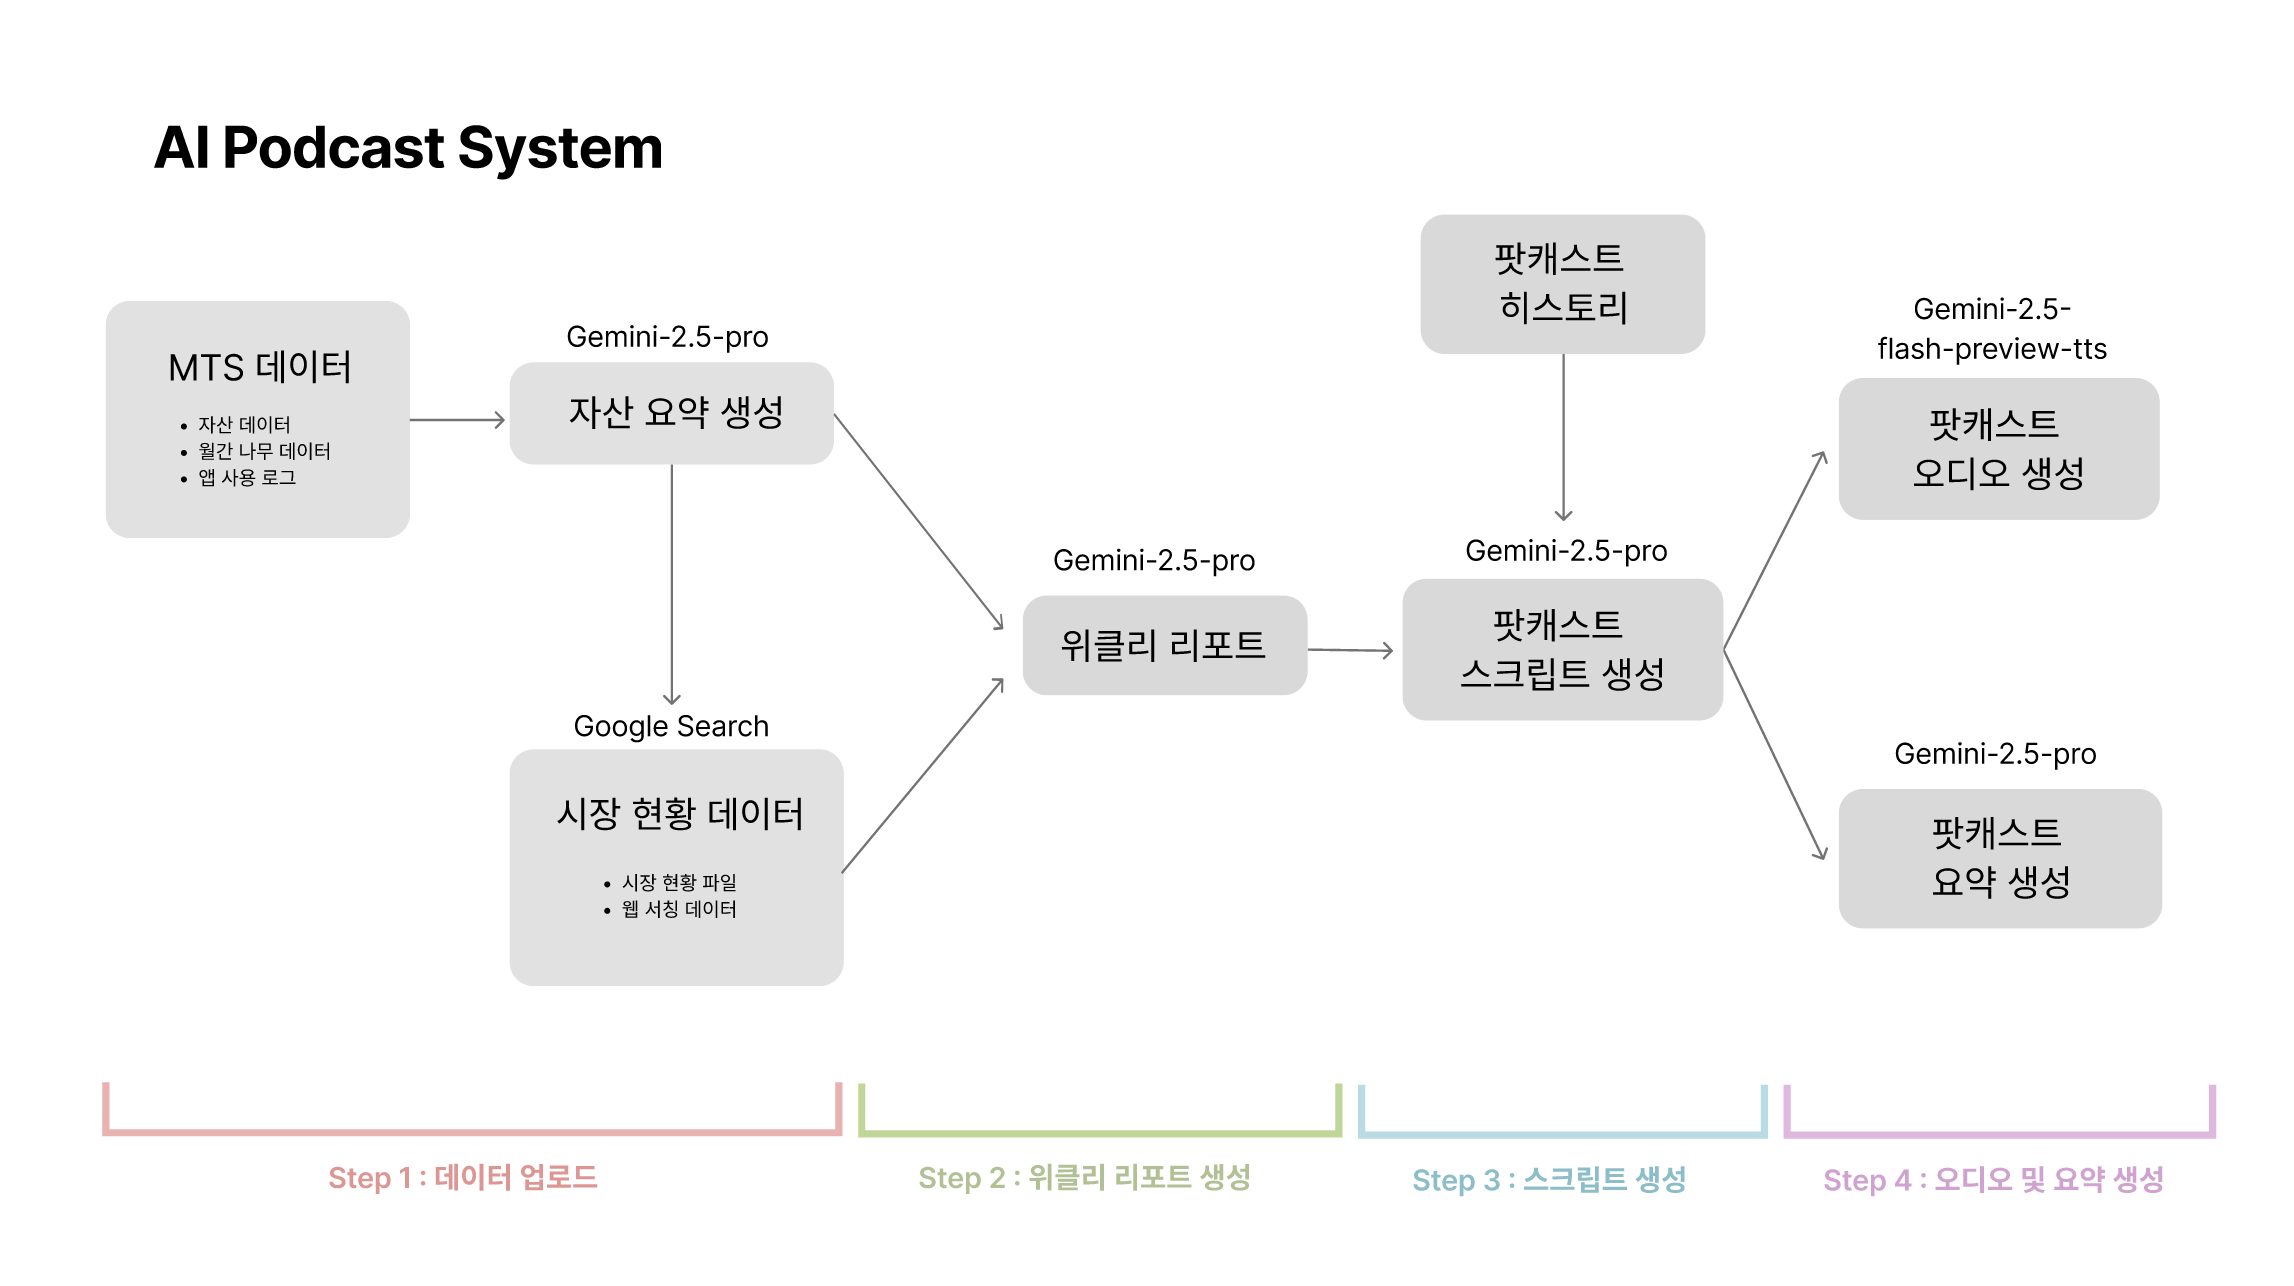 AI Podcast System
MTS 데이터
• 자산 데이터
• 월간 나무 데이터
• 앱 사용 로그
Gemini-2.5-pro
자산 요약 생성
Google Search
시장 현황 데이터
• 시장 현황 파일
• 웹 서칭 데이터
Gemini-2.5-pro
위클리 리포트
팟캐스트
히스토리
Gemini-2.5-pro
팟캐스트
스크립트 생성
Gemini-2.5-
flash-preview-tts
팟캐스트
오디오 생성
Gemini-2.5-pro
팟캐스트
요약 생성
Step 1 : 데이터 업로드
Step 2 : 위클리 리포트 생성
Step 3 : 스크립트 생성
Step 4 : 오디오 및 요약 생성